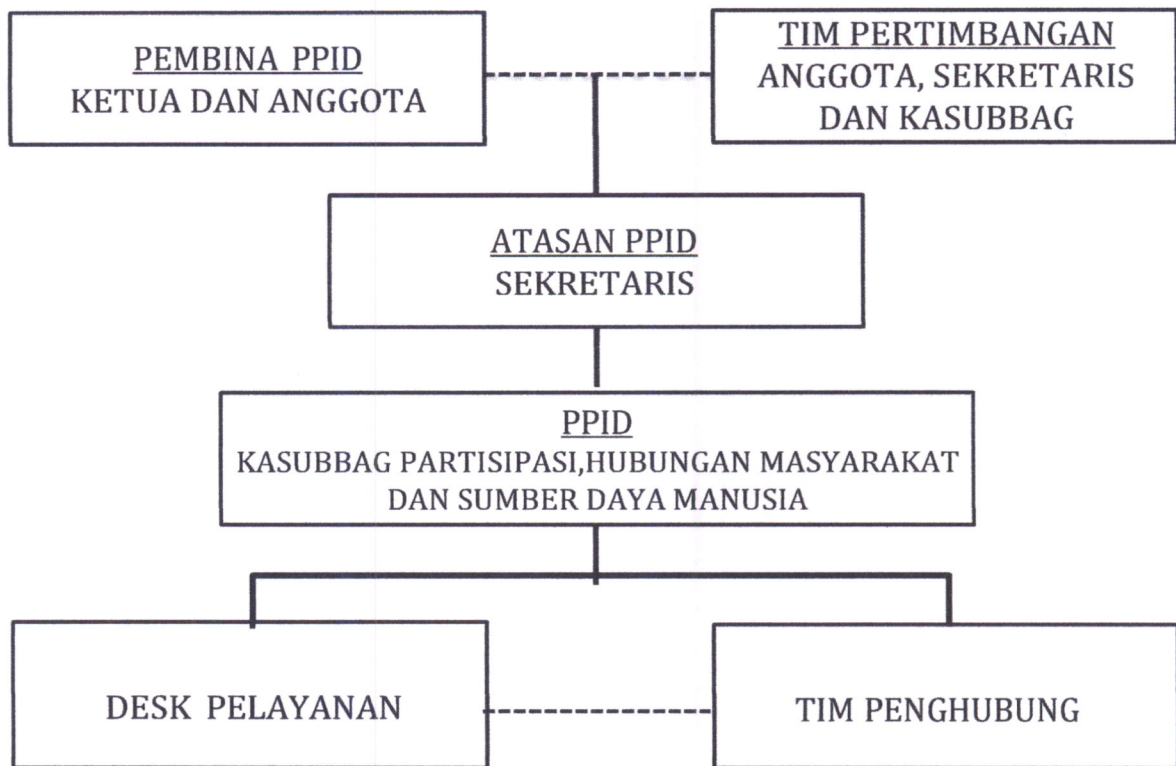 PEMBINA PPID
KETUA DAN ANGGOTA
TIM PERTIMBANGAN
ANGGOTA, SEKRETARIS
DAN KASUBBAG
ATASAN PPID
SEKRETARIS
PPID
KASUBBAG PARTISIPASI,HUBUNGAN MASYARAKAT
DAN SUMBER DAYA MANUSIA
DESK PELAYANAN
TIM PENGHUBUNG